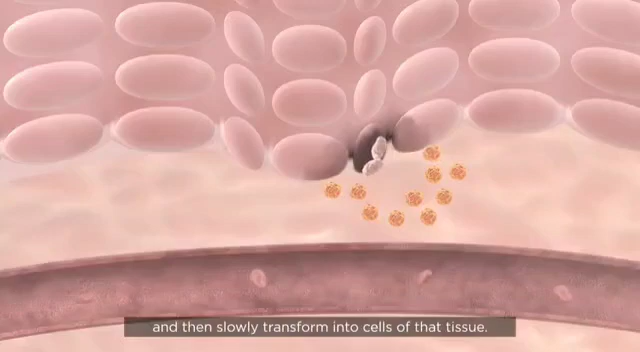 and then slowly transform into cells of that tissue.